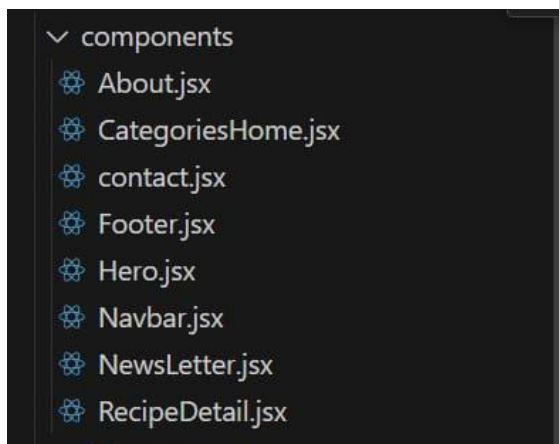 components
About.jsx
CategoriesHome.jsx
contact.jsx
Footer.jsx
Hero.jsx
Navbar.jsx
NewsLetter.jsx
RecipeDetail.jsx